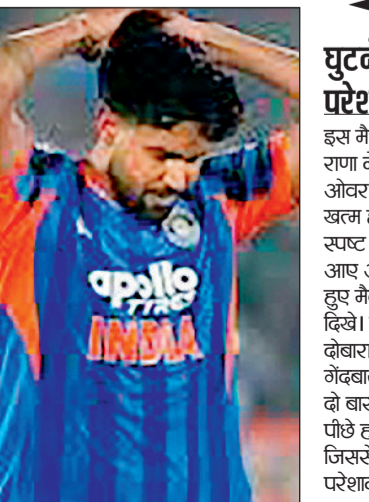 apollo
TYRES
INDIA
घुटने
परेश
इस मै
राणा के
ओवर
खत्म ह
स्पष्ट
आए
हुए मै
दिखे।
दोबारा
गेंदबा
दो बार
पीछे ह
जिससे
परेशा